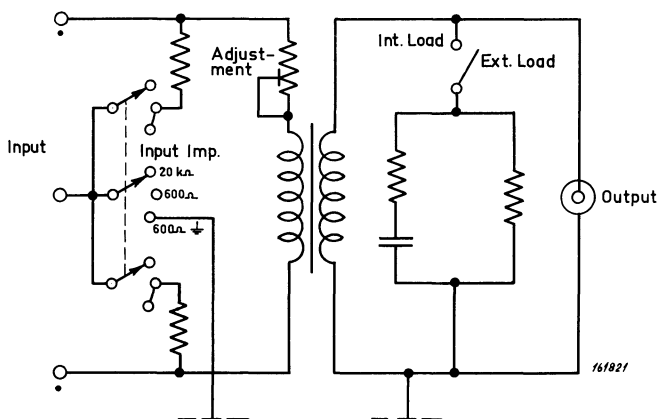 Int. Load
Adjust-
ment
Ext. Load
Input
Input Imp.
20 kΩ
600Ω
600Ω
Output
161821